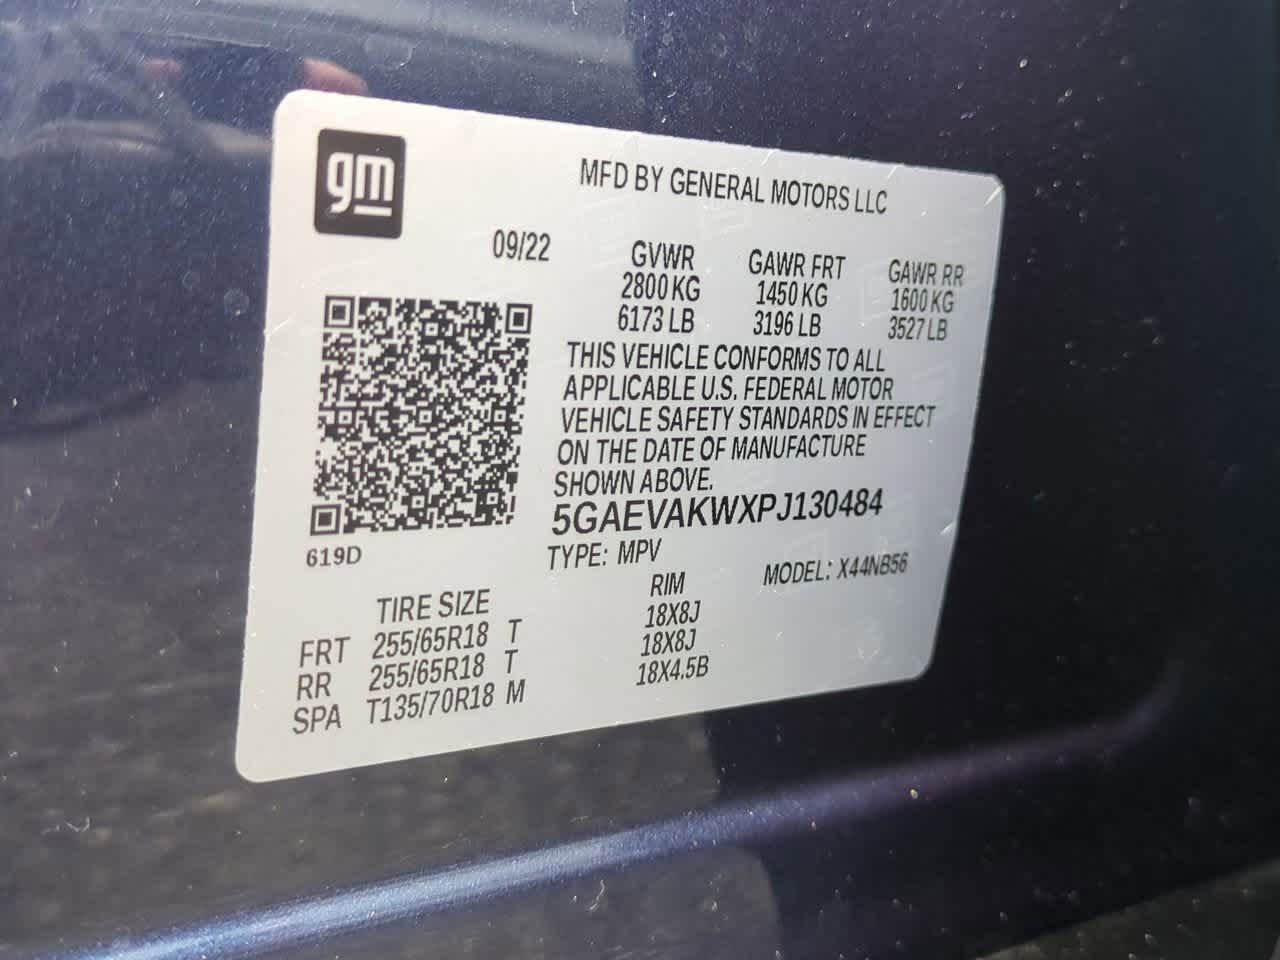 gm
MFD BY GENERAL MOTORS LLC
09/22
GVWR GAWR FRT GAWR RR
2800 KG 1450 KG 1600 KG
6173 LB 3196 LB 3527 LB
THIS VEHICLE CONFORMS TO ALL
APPLICABLE U.S. FEDERAL MOTOR
VEHICLE SAFETY STANDARDS IN EFFECT
ON THE DATE OF MANUFACTURE
SHOWN ABOVE.
5GAEVAKWXPJ130484
619D
TYPE: MPV MODEL: X44NB56
TIRE SIZE RIM
FRT 255/65R18 T 18X8J
RR 255/65R18 T 18X8J
SPA T135/70R18 M 18X4.5B